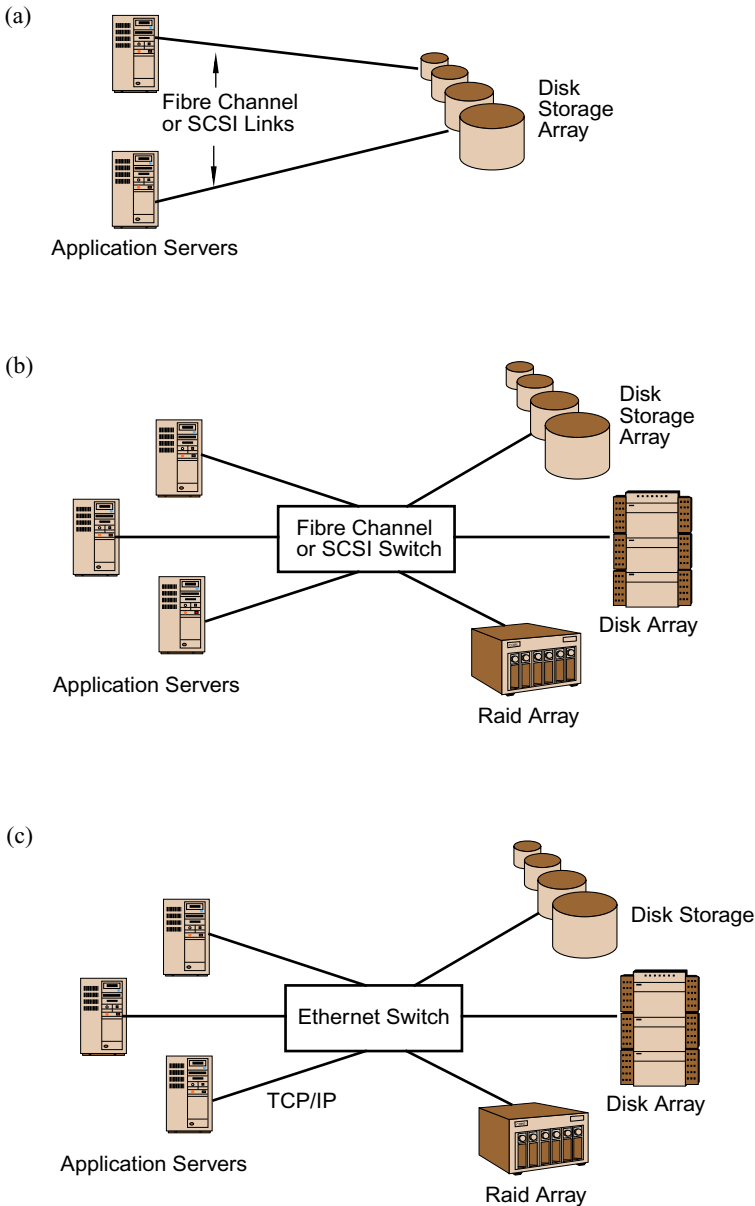 (a)
Fibre Channel
or SCSI Links
Disk
Storage
Array
Application Servers
(b)
Disk
Storage
Array
Fibre Channel
or SCSI Switch
Disk Array
Application Servers
Raid Array
(c)
Disk Storage
Ethernet Switch
TCP/IP
Disk Array
Application Servers
Raid Array